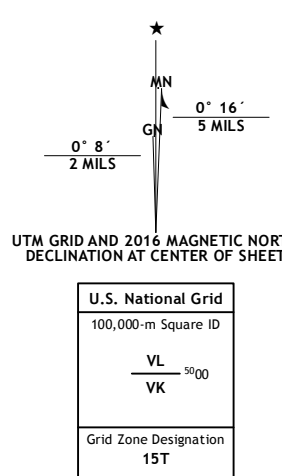 ★
MN
0° 16´
5 MILS
GN
0° 8´
2 MILS
UTM GRID AND 2016 MAGNETIC NORT
DECLINATION AT CENTER OF SHEET
U.S. National Grid
100,000-m Square ID
VL
5000
VK
Grid Zone Designation
15T